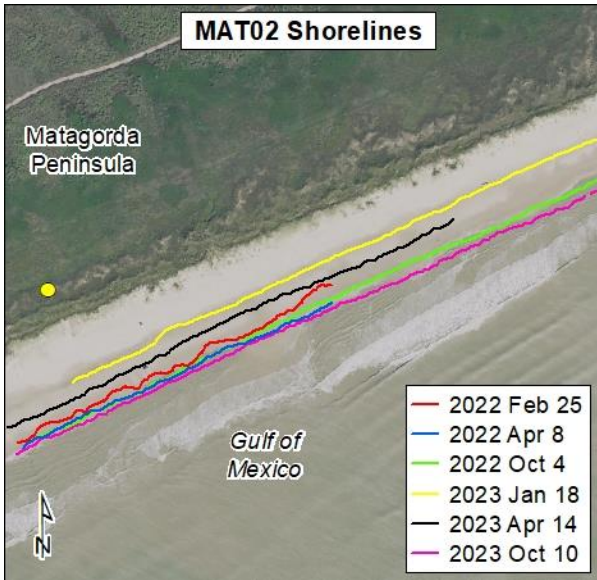 MAT02 Shorelines
Matagorda
Peninsula
Gulf of
Mexico
N
2022 Feb 25
2022 Apr 8
2022 Oct 4
2023 Jan 18
2023 Apr 14
2023 Oct 10